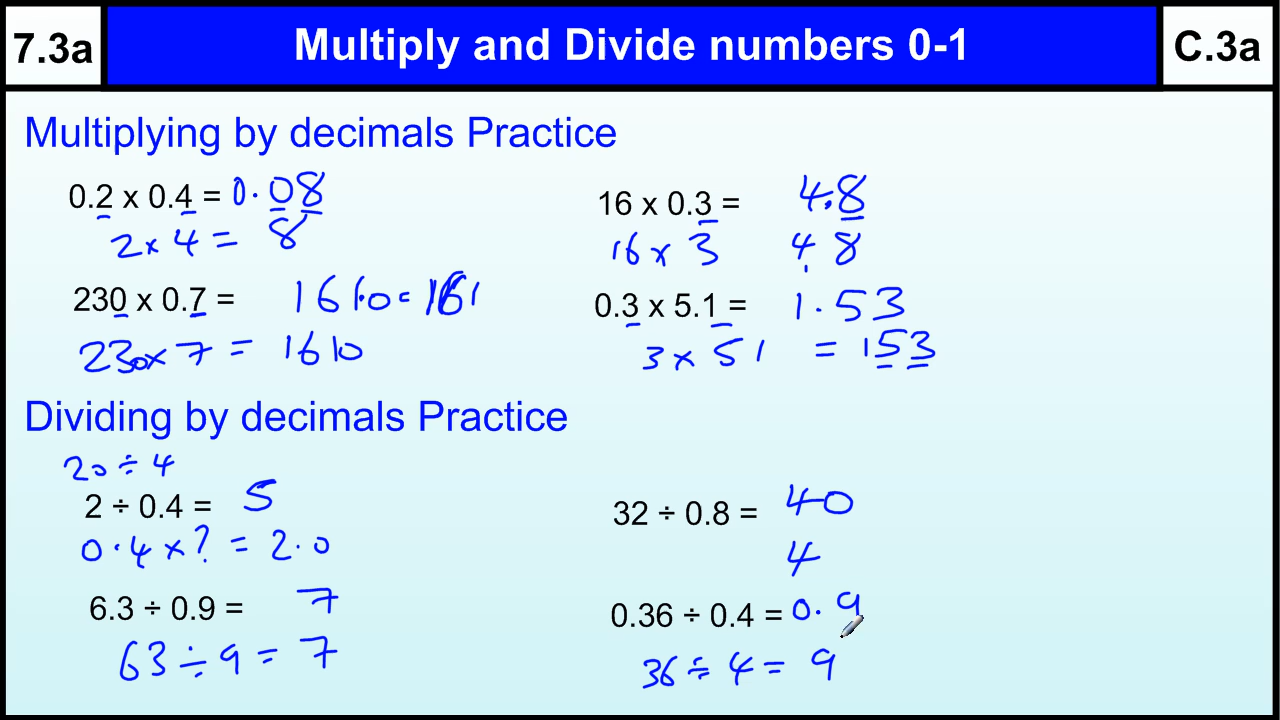 7.3a Multiply and Divide numbers 0-1 C.3a
Multiplying by decimals Practice
0.2 x 0.4 = 0.08
2 x 4 = 8
16 x 0.3 = 4.8
16 x 3 48
230 x 0.7 = 161.0 = 161
230 x 7 = 1610
0.3 x 5.1 = 1.53
3 x 51 = 153
Dividing by decimals Practice
20 ÷ 4
2 ÷ 0.4 = 5
0.4 x ? = 2.0
32 ÷ 0.8 = 40
4
6.3 ÷ 0.9 = 7
63 ÷ 9 = 7
0.36 ÷ 0.4 = 0.9
36 ÷ 4 = 9